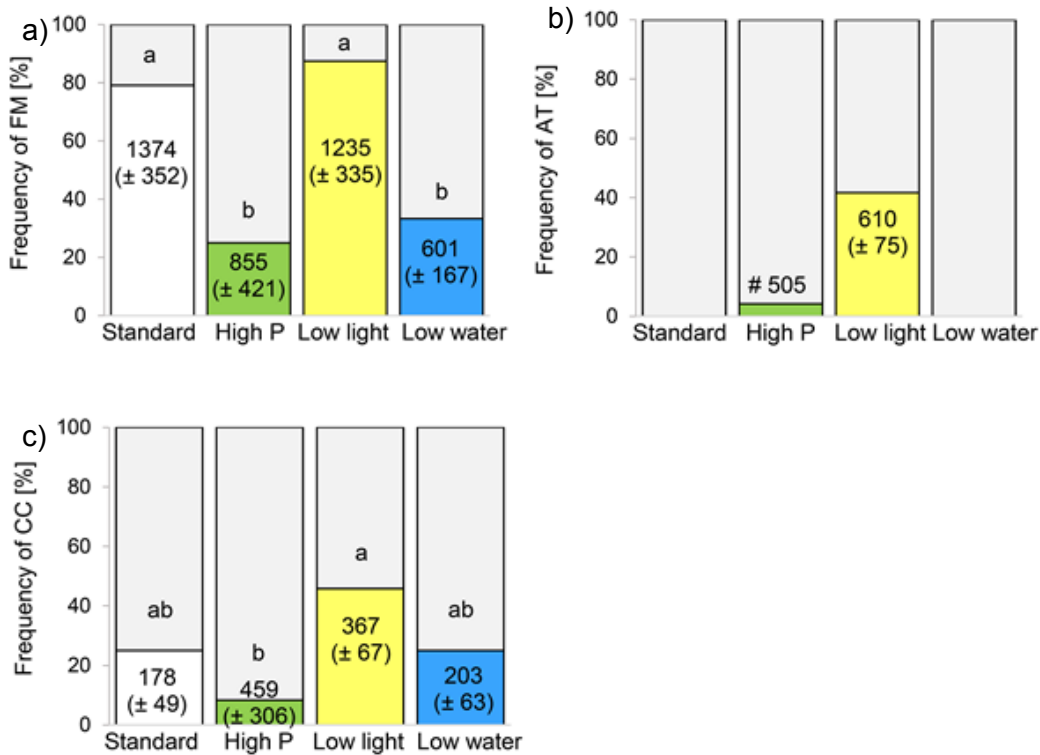 a)
Frequency of FM [%]
100
80
60
40
20
0
a
b
a
b
1374
(± 352)
855
(± 421)
1235
(± 335)
601
(± 167)
Standard High P Low light Low water
b)
Frequency of AT [%]
100
80
60
40
20
0
# 505
610
(± 75)
Standard High P Low light Low water
c)
Frequency of CC [%]
100
80
60
40
20
0
ab
b
a
ab
178
(± 49)
459
(± 306)
367
(± 67)
203
(± 63)
Standard High P Low light Low water